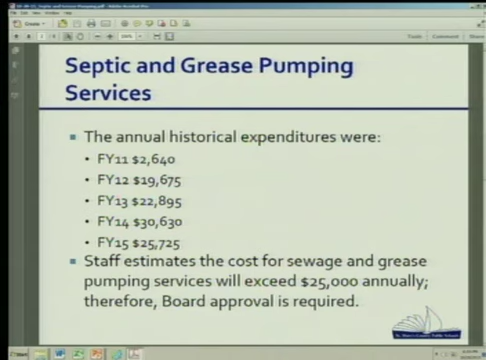 Septic and Grease Pumping
Services
The annual historical expenditures were:
FY11 $2,640
FY12 $19,675
FY13 $22,895
FY14 $30,630
FY15 $25,725
Staff estimates the cost for sewage and grease
pumping services will exceed $25,000 annually;
therefore, Board approval is required.